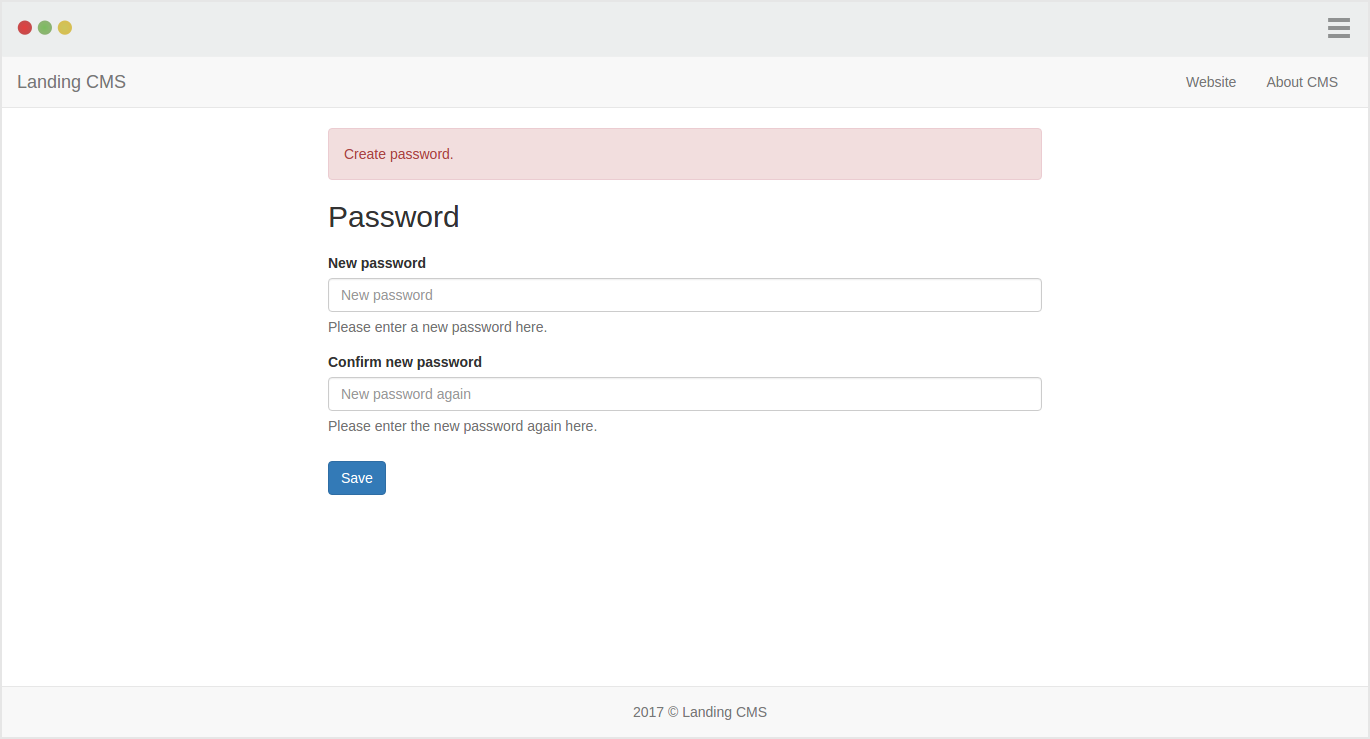 Landing CMS
Website
About CMS
Create password.
Password
New password
New password
Please enter a new password here.
Confirm new password
New password again
Please enter the new password again here.
Save
2017 © Landing CMS